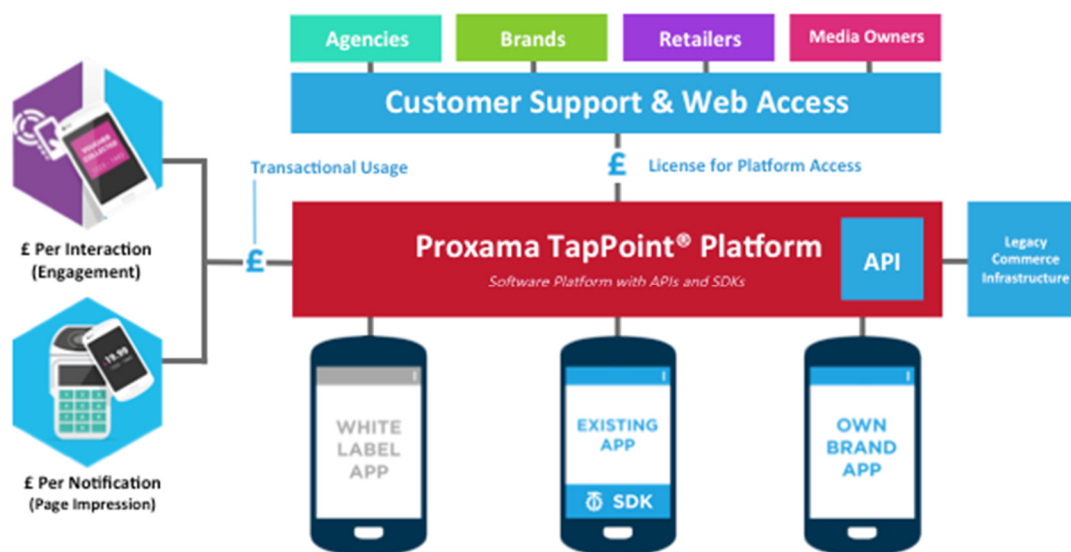 Agencies
Brands
Retailers
Media Owners
Customer Support & Web Access
Transactional Usage
£
License for Platform Access
£ Per Interaction
(Engagement)
£
Proxama TapPoint® Platform
Software Platform with APIs and SDKs
API
Legacy
Commerce
Infrastructure
£ Per Notification
(Page Impression)
WHITE
LABEL
APP
EXISTING
APP
SDK
OWN
BRAND
APP